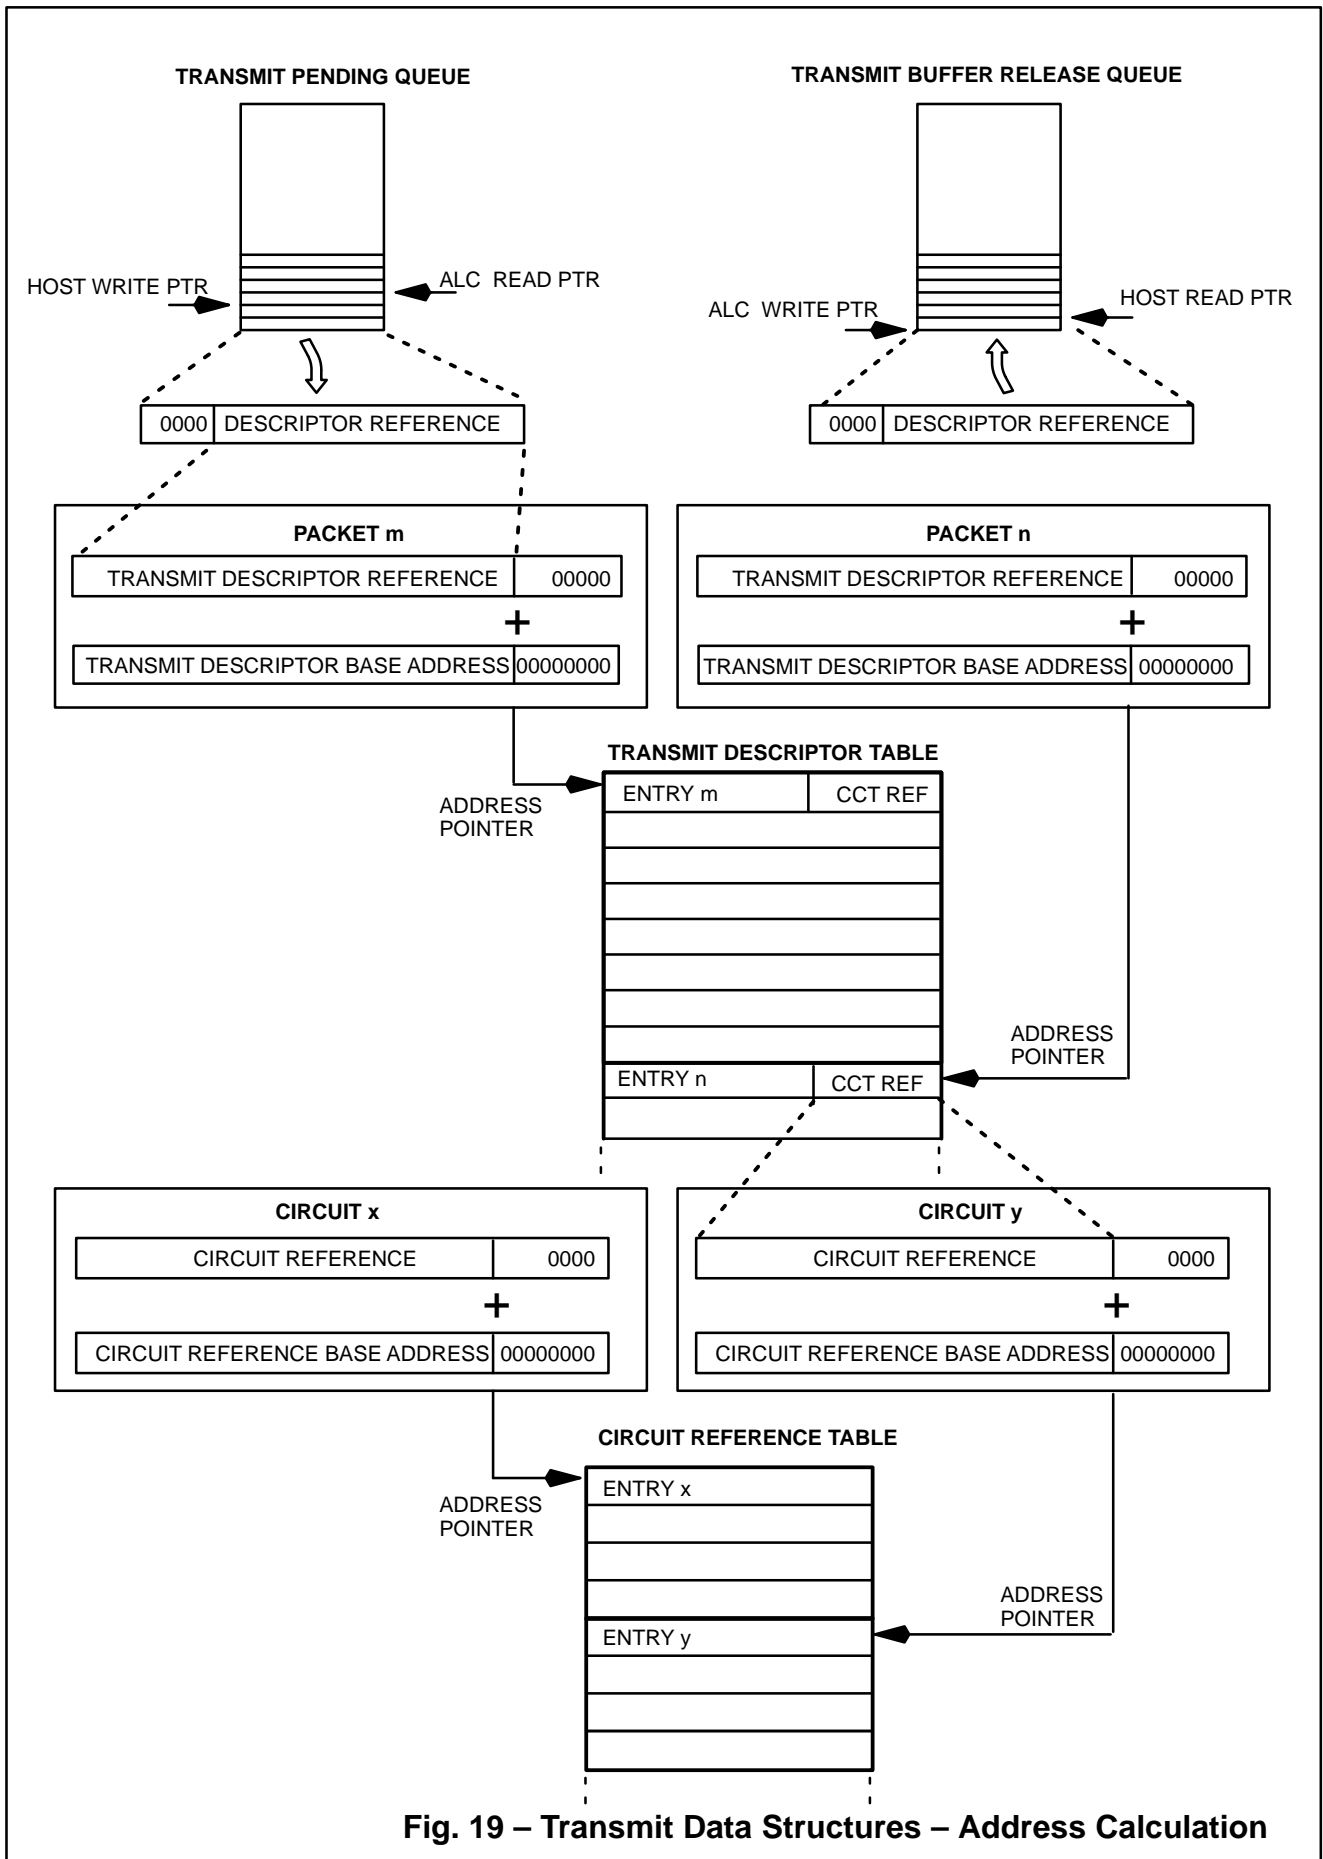 TRANSMIT PENDING QUEUE
TRANSMIT BUFFER RELEASE QUEUE
HOST WRITE PTR
ALC READ PTR
ALC WRITE PTR
HOST READ PTR
0000 DESCRIPTOR REFERENCE
0000 DESCRIPTOR REFERENCE
PACKET m
TRANSMIT DESCRIPTOR REFERENCE 00000
+
TRANSMIT DESCRIPTOR BASE ADDRESS 00000000
PACKET n
TRANSMIT DESCRIPTOR REFERENCE 00000
+
TRANSMIT DESCRIPTOR BASE ADDRESS 00000000
TRANSMIT DESCRIPTOR TABLE
ENTRY m CCT REF
ADDRESS
POINTER
ADDRESS
POINTER
ENTRY n CCT REF
CIRCUIT x
CIRCUIT REFERENCE 0000
+
CIRCUIT REFERENCE BASE ADDRESS 00000000
CIRCUIT y
CIRCUIT REFERENCE 0000
+
CIRCUIT REFERENCE BASE ADDRESS 00000000
CIRCUIT REFERENCE TABLE
ENTRY x
ADDRESS
POINTER
ADDRESS
POINTER
ENTRY y
Fig. 19 – Transmit Data Structures – Address Calculation